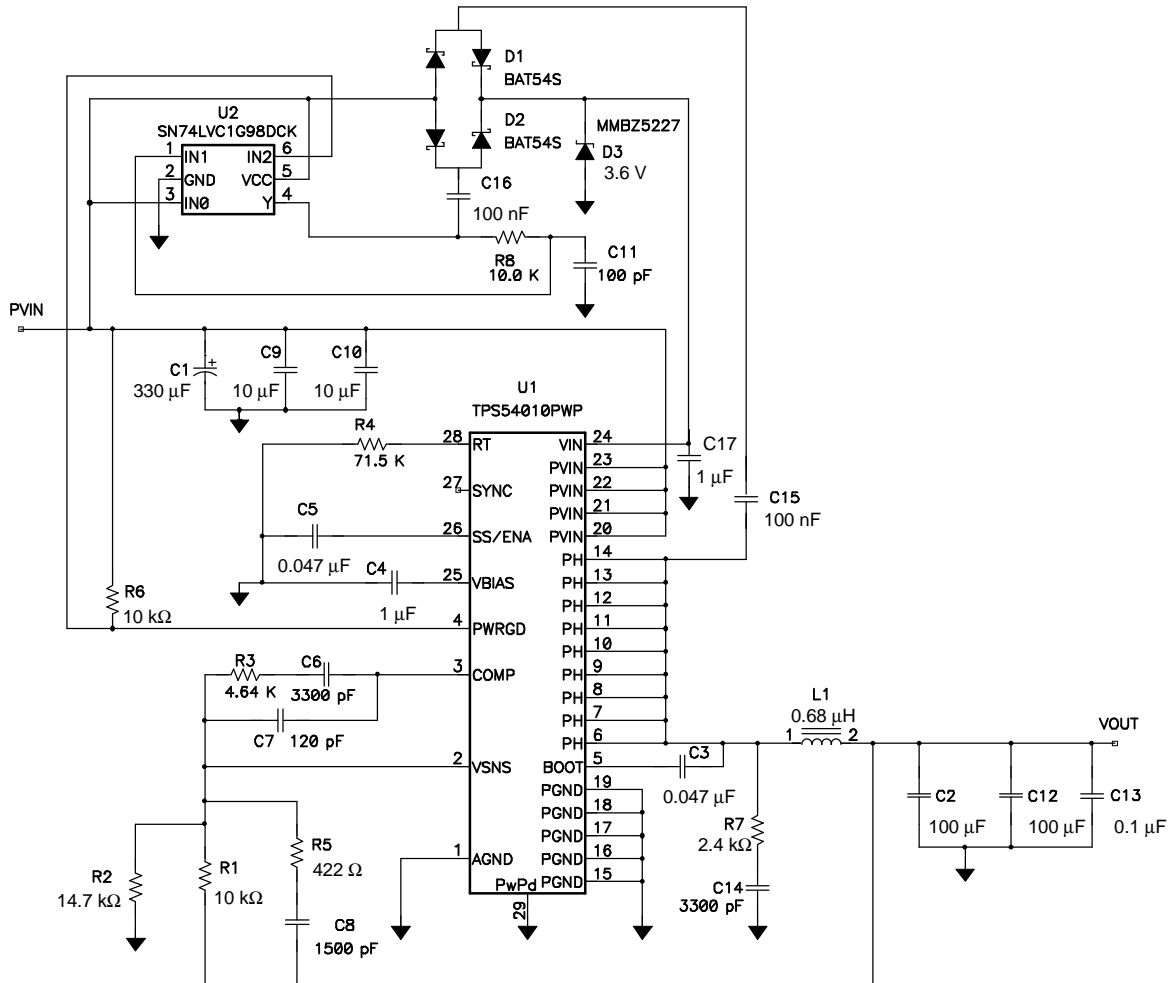 D1
BAT54S
U2
SN74LVC1G98DCK
D2
BAT54S
MMBZ5227
D3
3.6 V
1 IN1 IN2 6
2 GND VCC 5
3 IN0 Y 4
C16
100 nF
R8
10.0 K
C11
100 pF
PVIN
C1 +
330 µF
C9
10 µF
C10
10 µF
U1
TPS54010PWP
R4
71.5 K
28 RT VIN 24
PVIN 23
27 SYNC PVIN 22
PVIN 21
26 SS/ENA PVIN 20
PH 14
25 VBIAS PH 13
PH 12
4 PWRGD PH 11
PH 10
3 COMP PH 9
PH 8
PH 7
PH 6
2 VSNS BOOT 5
PGND 19
PGND 18
PGND 17
1 AGND PGND 16
PwPd PGND 15
29
C17
1 µF
C15
100 nF
C5
0.047 µF
C4
1 µF
R6
10 kΩ
R3
4.64 K
C6
3300 pF
C7 120 pF
L1
0.68 µH
1 2
VOUT
C3
0.047 µF
C2
100 µF
C12
100 µF
C13
0.1 µF
R7
2.4 kΩ
C14
3300 pF
R2
14.7 kΩ
R1
10 kΩ
R5
422 Ω
C8
1500 pF